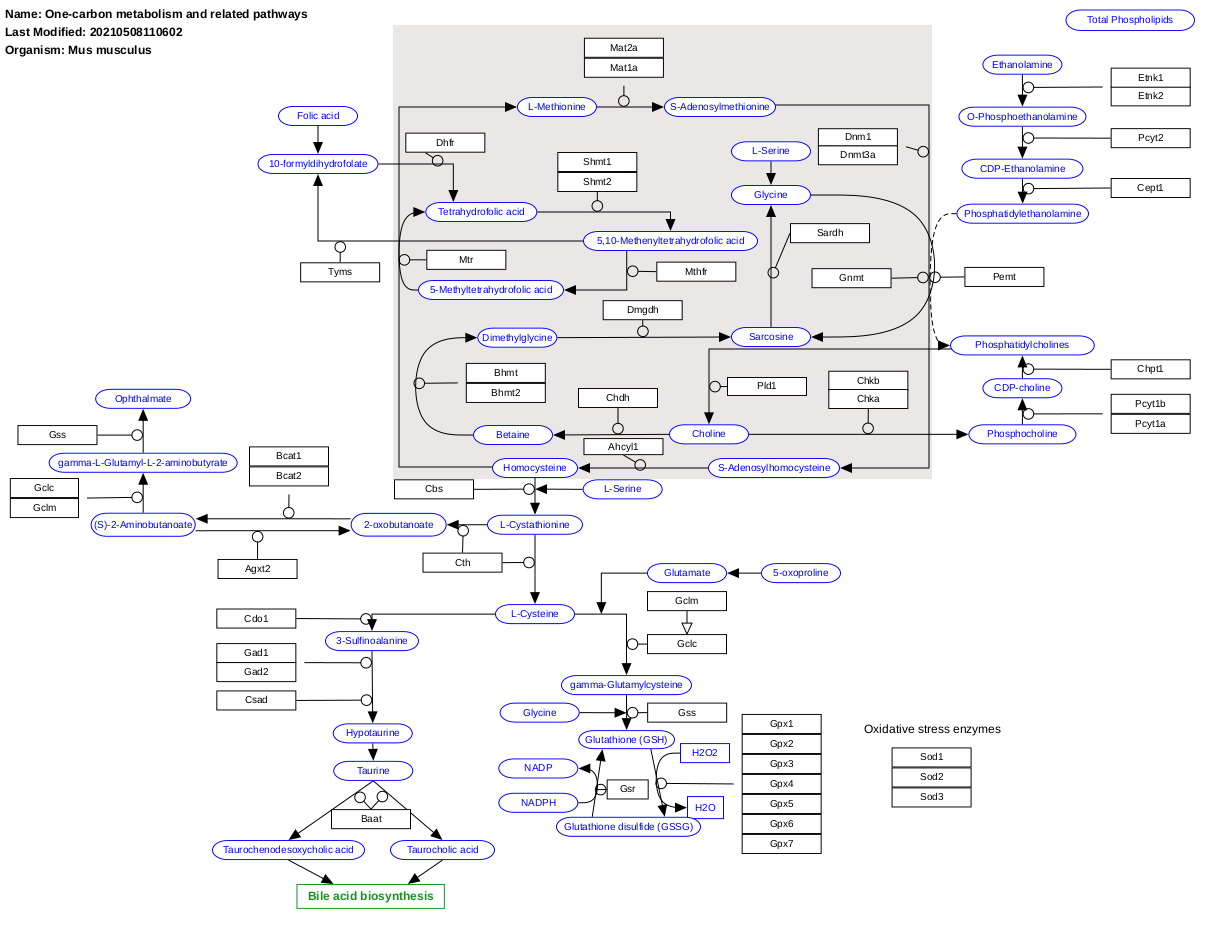 Name: One-carbon metabolism and related pathways
Last Modified: 20210508110602
Organism: Mus musculus
Total Phospholipids
Mat2a
Mat1a
L-Methionine
S-Adenosylmethionine
Ethanolamine
Etnk1
Etnk2
O-Phosphoethanolamine
Pcyt2
CDP-Ethanolamine
Cept1
Phosphatidylethanolamine
Folic acid
10-formyldihydrofolate
Dhfr
Shmt1
Shmt2
L-Serine
Dnm1
Dnmt3a
Glycine
Tetrahydrofolic acid
5,10-Methenyltetrahydrofolic acid
Sardh
Tyms
Mtr
Mthfr
Gnmt
Pemt
5-Methyltetrahydrofolic acid
Dmgdh
Dimethylglycine
Sarcosine
Phosphatidylcholines
Bhmt
Bhmt2
Chdh
Pld1
Chkb
Chka
CDP-choline
Chpt1
Pcyt1b
Pcyt1a
Betaine
Choline
Phosphocholine
Ahcyl1
Homocysteine
S-Adenosylhomocysteine
Ophthalmate
Gss
gamma-L-Glutamyl-L-2-aminobutyrate
Gclc
Gclm
Bcat1
Bcat2
Cbs
L-Serine
(S)-2-Aminobutanoate
2-oxobutanoate
L-Cystathionine
Agxt2
Cth
Glutamate
5-oxoproline
Gclm
Gclc
Cdo1
L-Cysteine
3-Sulfinoalanine
Gad1
Gad2
Csad
gamma-Glutamylcysteine
Glycine
Gss
Hypotaurine
Glutathione (GSH)
Taurine
NADP
H2O2
Gsr
NADPH
H2O
Glutathione disulfide (GSSG)
Gpx1
Gpx2
Gpx3
Gpx4
Gpx5
Gpx6
Gpx7
Oxidative stress enzymes
Sod1
Sod2
Sod3
Baat
Taurochenodesoxycholic acid
Taurocholic acid
Bile acid biosynthesis